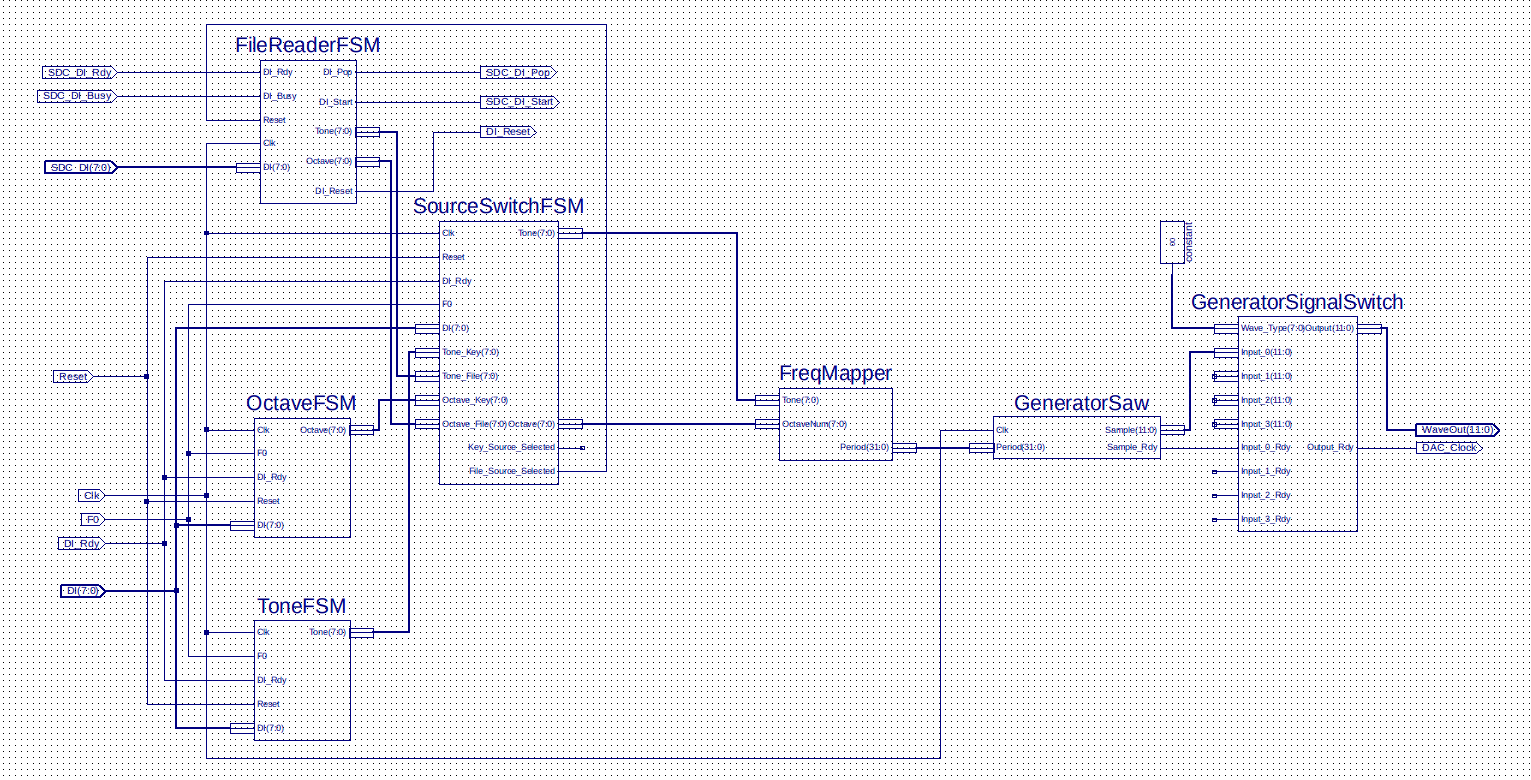 FileReaderFSM
SDC_DI_Rdy
DI_Rdy
DI_Pop
SDC_DI_Pop
SDC_DI_Busy
DI_Busy
DI_Start
SDC_DI_Start
Reset
Tone(7:0)
DI_Reset
Clk
SDC_DI(7:0)
DI(7:0)
Octave(7:0)
DI_Reset
SourceSwitchFSM
Clk
Tone(7:0)
Reset
DI_Rdy
F0
DI(7:0)
Tone_Key(7:0)
Tone_File(7:0)
Octave_Key(7:0)
Octave_File(7:0)
Octave(7:0)
Key_Source_Selected
File_Source_Selected
constant
00
GeneratorSignalSwitch
Wave_Type(7:0)
Output(11:0)
Input_0(11:0)
Input_1(11:0)
Input_2(11:0)
Input_3(11:0)
Input_0_Rdy
Output_Rdy
Input_1_Rdy
Input_2_Rdy
Input_3_Rdy
WaveOut(11:0)
DAC_Clock
FreqMapper
Tone(7:0)
OctaveNum(7:0)
Period(31:0)
GeneratorSaw
Clk
Sample(11:0)
Period(31:0)
Sample_Rdy
Reset
OctaveFSM
Clk
Octave(7:0)
F0
DI_Rdy
Reset
DI(7:0)
Clk
F0
DI_Rdy
DI(7:0)
ToneFSM
Clk
Tone(7:0)
F0
DI_Rdy
Reset
DI(7:0)